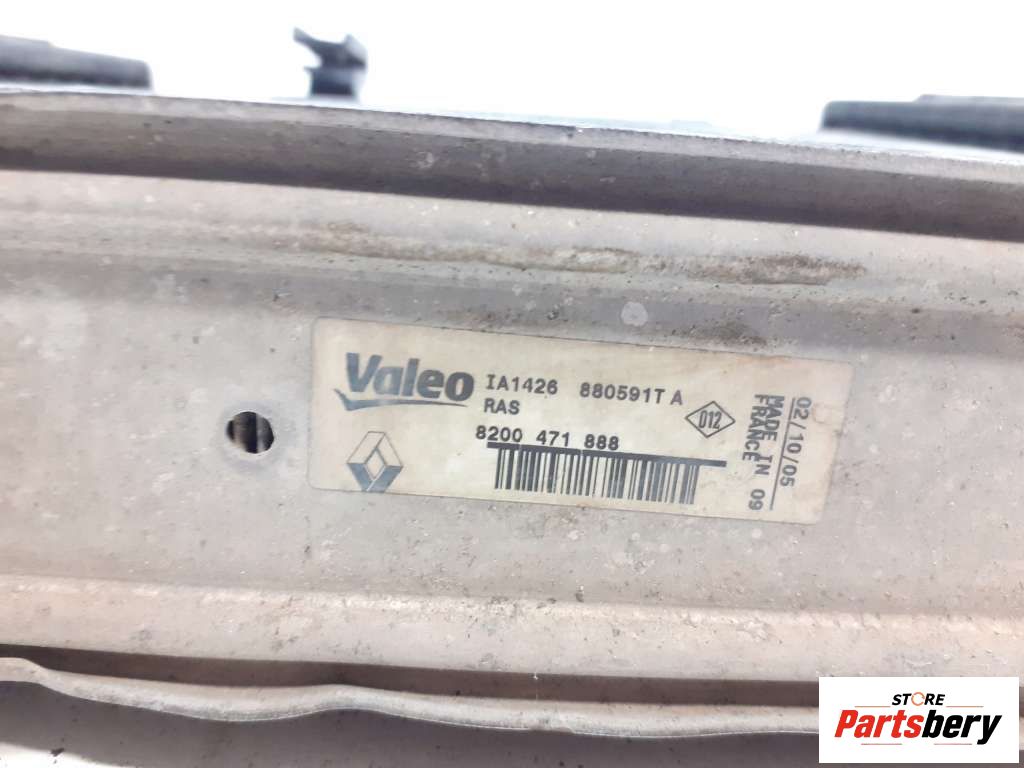 Valeo
IA1426 880591T A
RAS
8200 471 888
D12
02/10/05
MADE IN 09
FRANCE
STORE
Partsbery